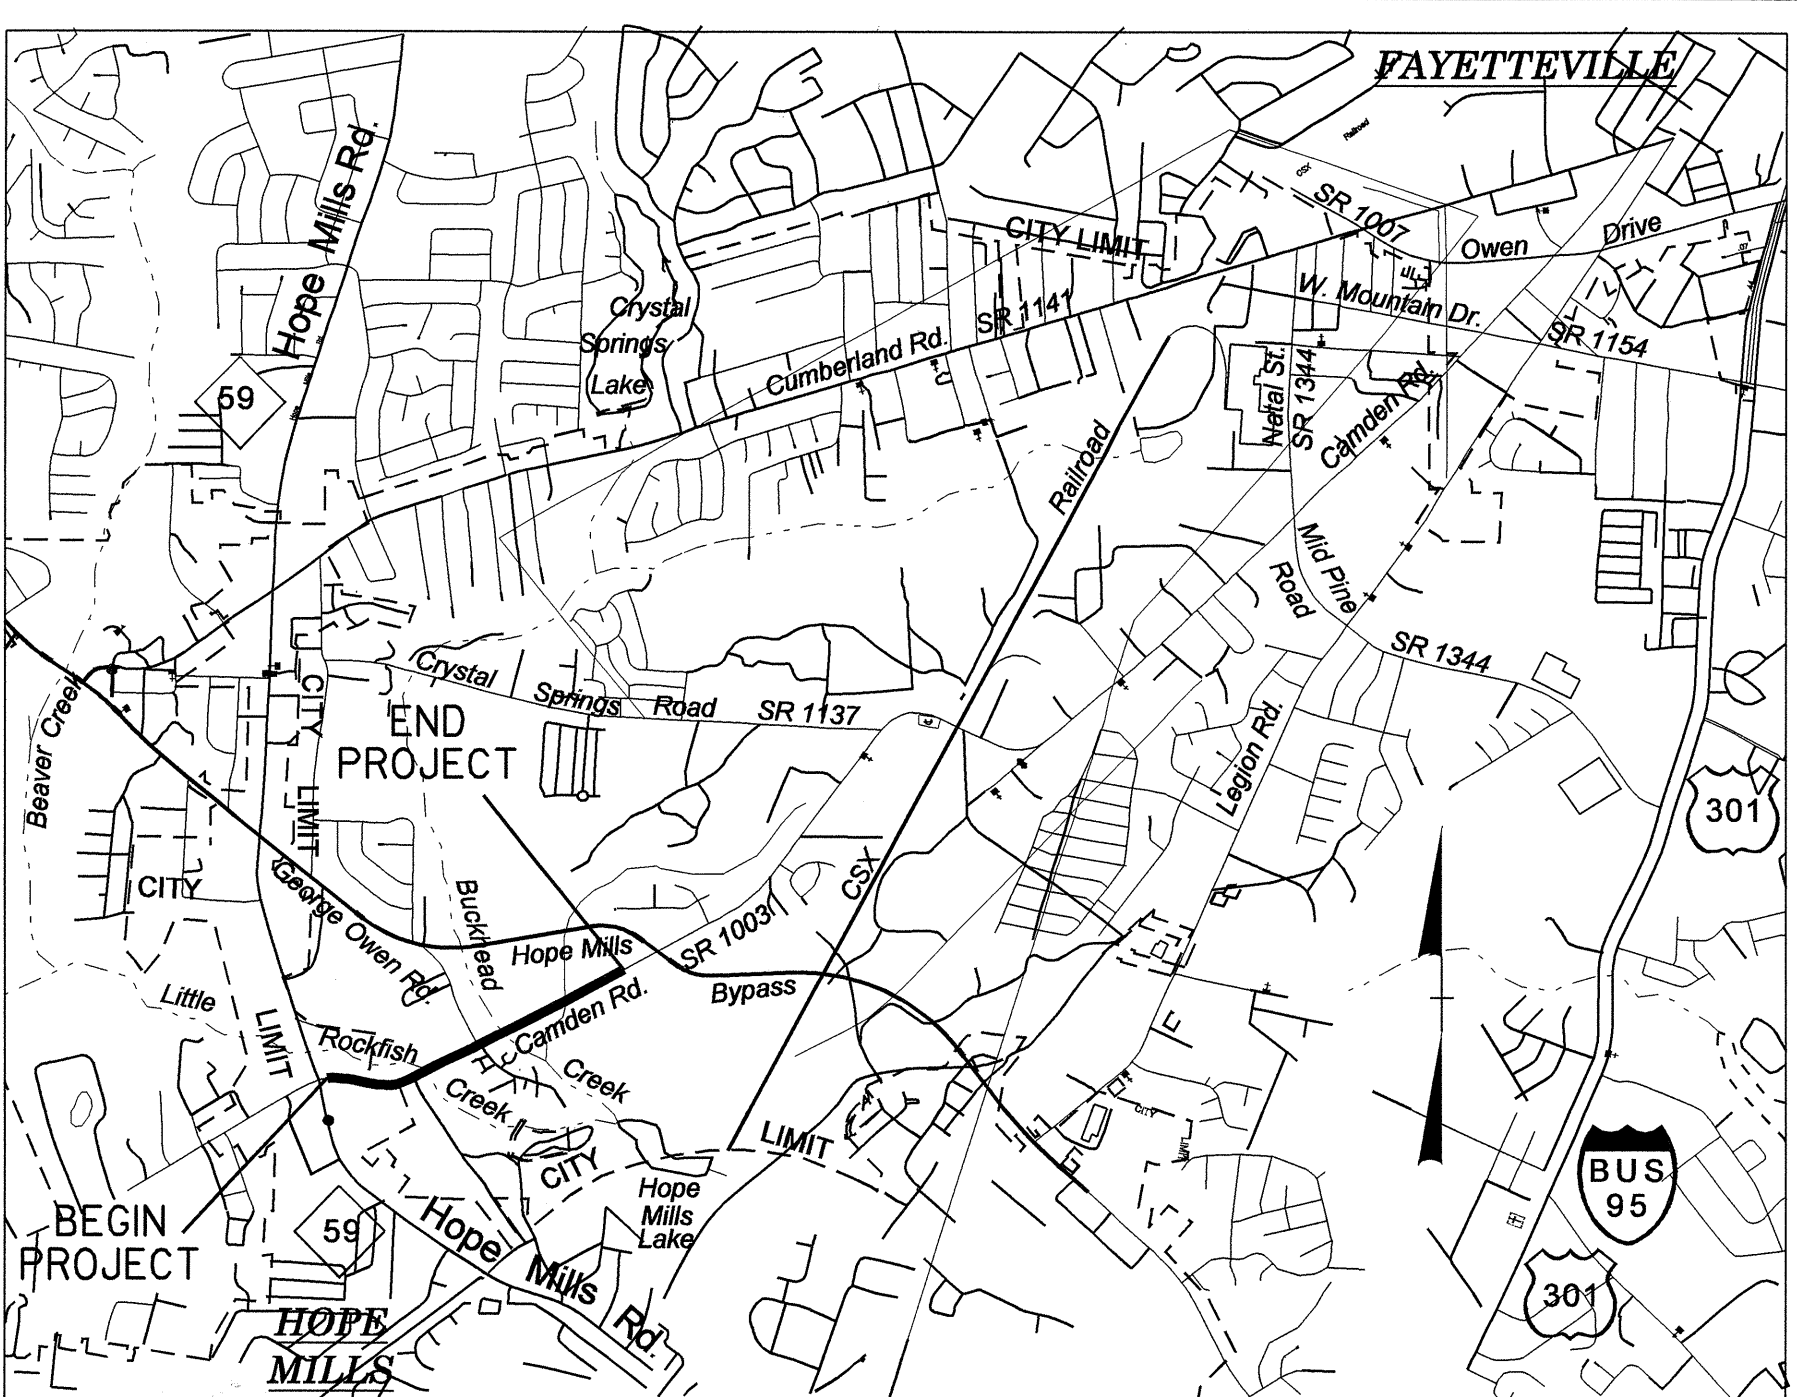 FAYETTEVILLE
Railroad
CSX
Hope Mills Rd.
SR 1007
CITY LIMIT
Owen Drive
W. Mountain Dr.
SR 1154
Crystal
Springs
Lake
SR 1141
Cumberland Rd.
59
Natal St.
SR 1344
Camden Rd.
Railroad
Mid Pine
Road
SR 1344
Crystal Springs Road SR 1137
CITY LIMIT
END
PROJECT
Beaver Creek
Legion Rd.
301
CITY
George Owen Rd.
Buckhead
CSX
SR 1003
Hope Mills
Bypass
Camden Rd.
Little
Rockfish
LIMIT
Creek
Creek
CITY
LIMIT
CITY
LIMIT
Hope
Mills
Lake
BUS
95
BEGIN
PROJECT
59
Hope Mills Rd.
301
HOPE
MILLS